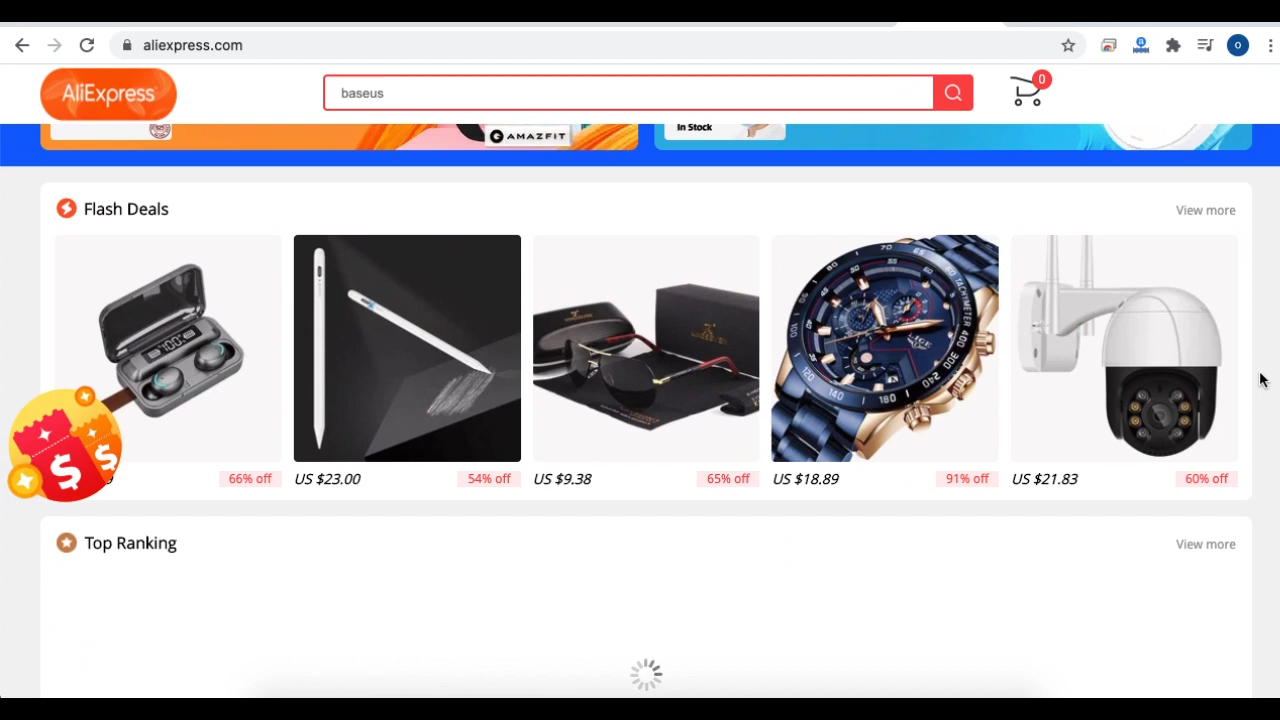 aliexpress.com
o
AliExpress
baseus
0
AMAZFIT
In Stock
Flash Deals
View more
66% off
US $23.00
54% off
US $9.38
65% off
US $18.89
91% off
US $21.83
60% off
Top Ranking
View more